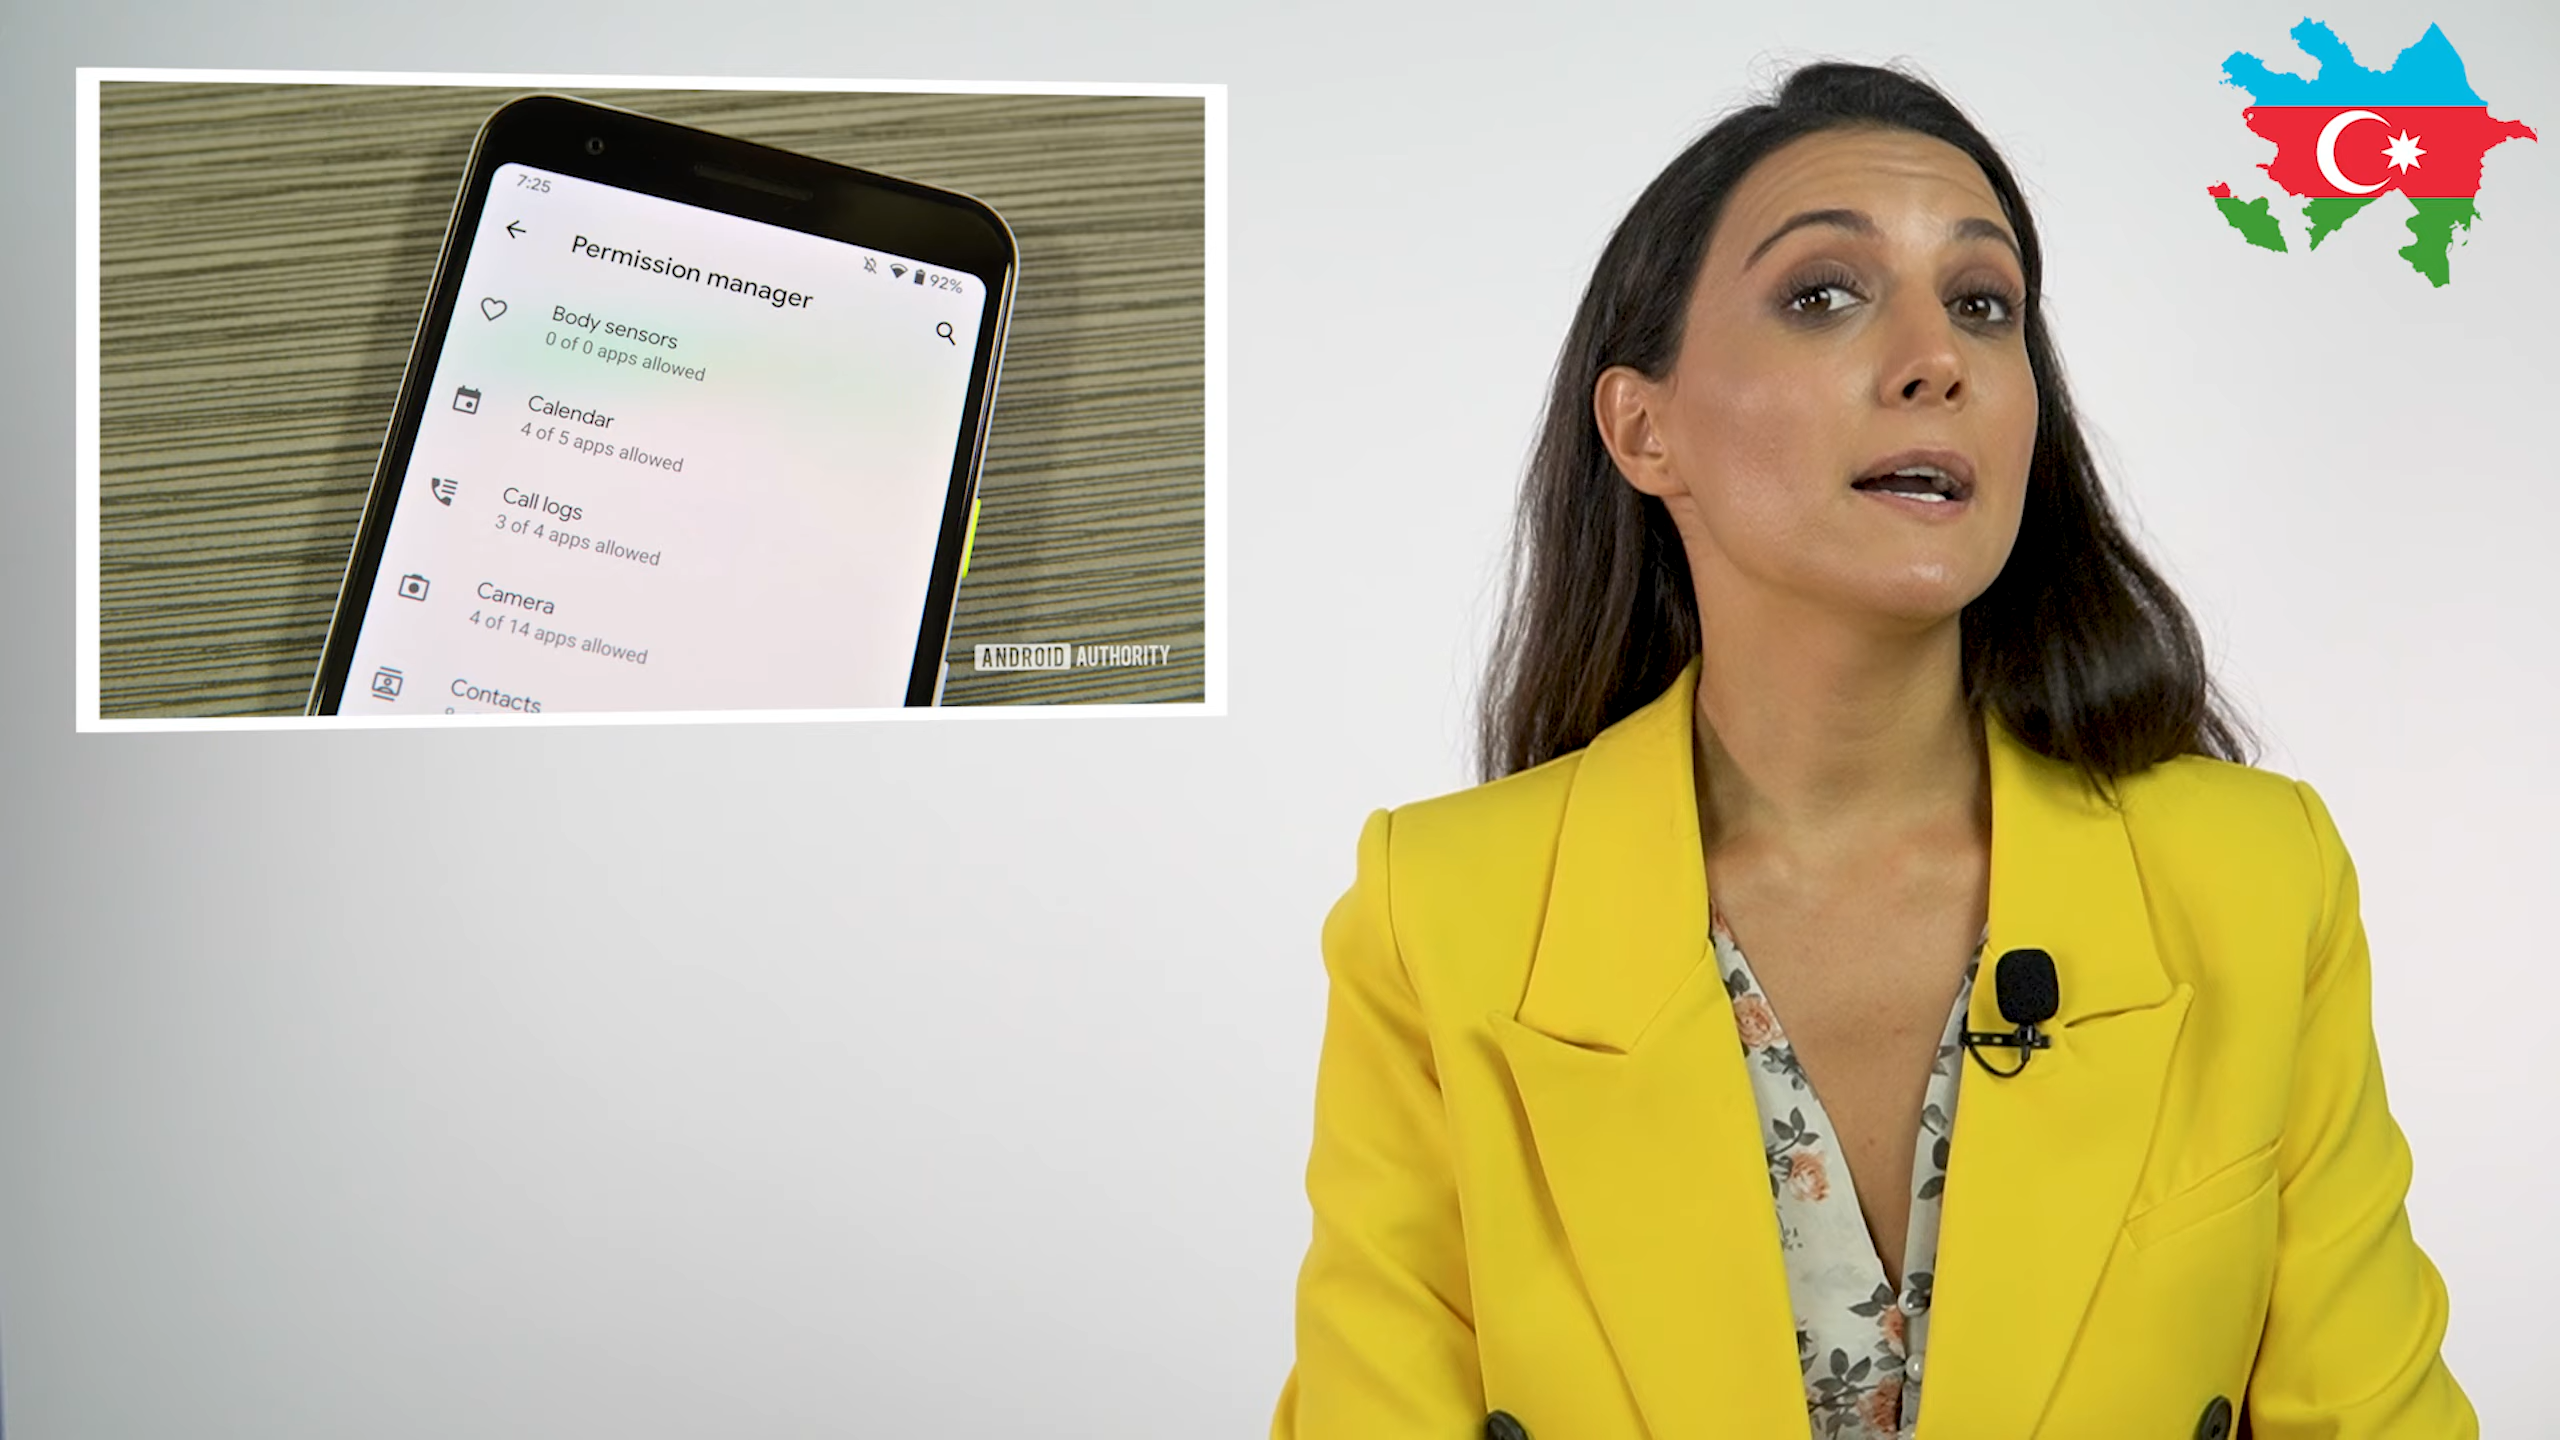 7:25
92%
Permission manager
Body sensors
0 of 0 apps allowed
Calendar
4 of 5 apps allowed
Call logs
3 of 4 apps allowed
Camera
4 of 14 apps allowed
Contacts
ANDROID AUTHORITY